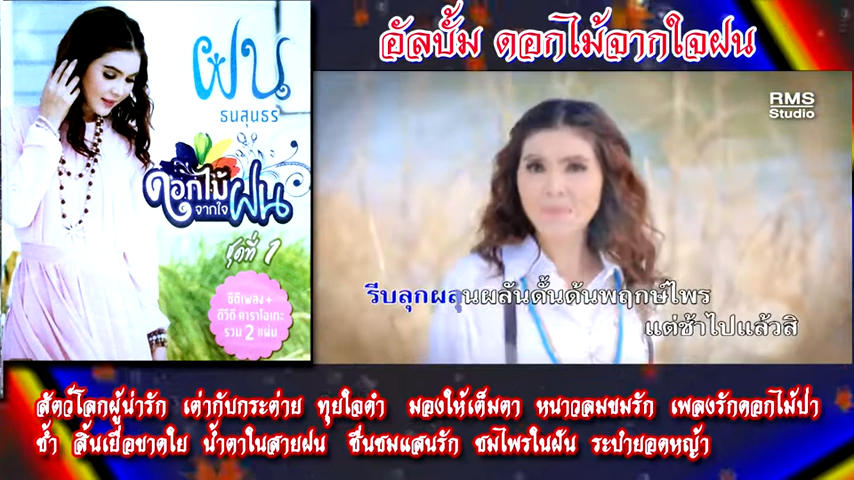 อัลบั้ม ดอกไม้จากใจฝน
ฝน
ธนสุนธร
ดอกไม้
จากใจ ฝน
ชุดที่ 1
ซีดีเพลง +
ดีวีดี คาราโอเกะ
รวม 2 แผ่น
RMS
Studio
รีบลุกผลุนผลันดั้นด้นพฤกษ์ไพร
แต่ช้าไปแล้วสิ
สัตว์โลกผู้น่ารัก เต่ากับกระต่าย ทุยใจดำ มองให้เต็มตา หนาวลมชมรัก เพลงรักดอกไม้ป่า
ช้ำ สิ้นเยื่อขาดใย น้ำตาในสายฝน ชื่นชมแสนรัก ชมไพรในฝัน ระบำยอดหญ้า